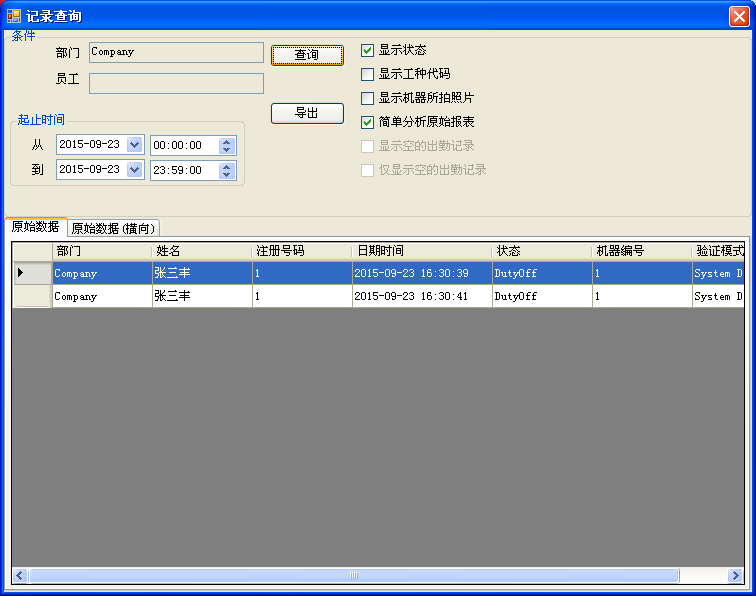 记录查询
条件
部门 Company 查询
员工
导出
显示状态
显示工种代码
显示机器所拍照片
简单分析原始报表
显示空的出勤记录
仅显示空的出勤记录
起止时间
从 2015-09-23 00:00:00
到 2015-09-23 23:59:00
原始数据 原始数据(横向)
部门 姓名 注册号码 日期时间 状态 机器编号 验证模式
Company 张三丰 1 2015-09-23 16:30:39 DutyOff 1 System D
Company 张三丰 1 2015-09-23 16:30:41 DutyOff 1 System D